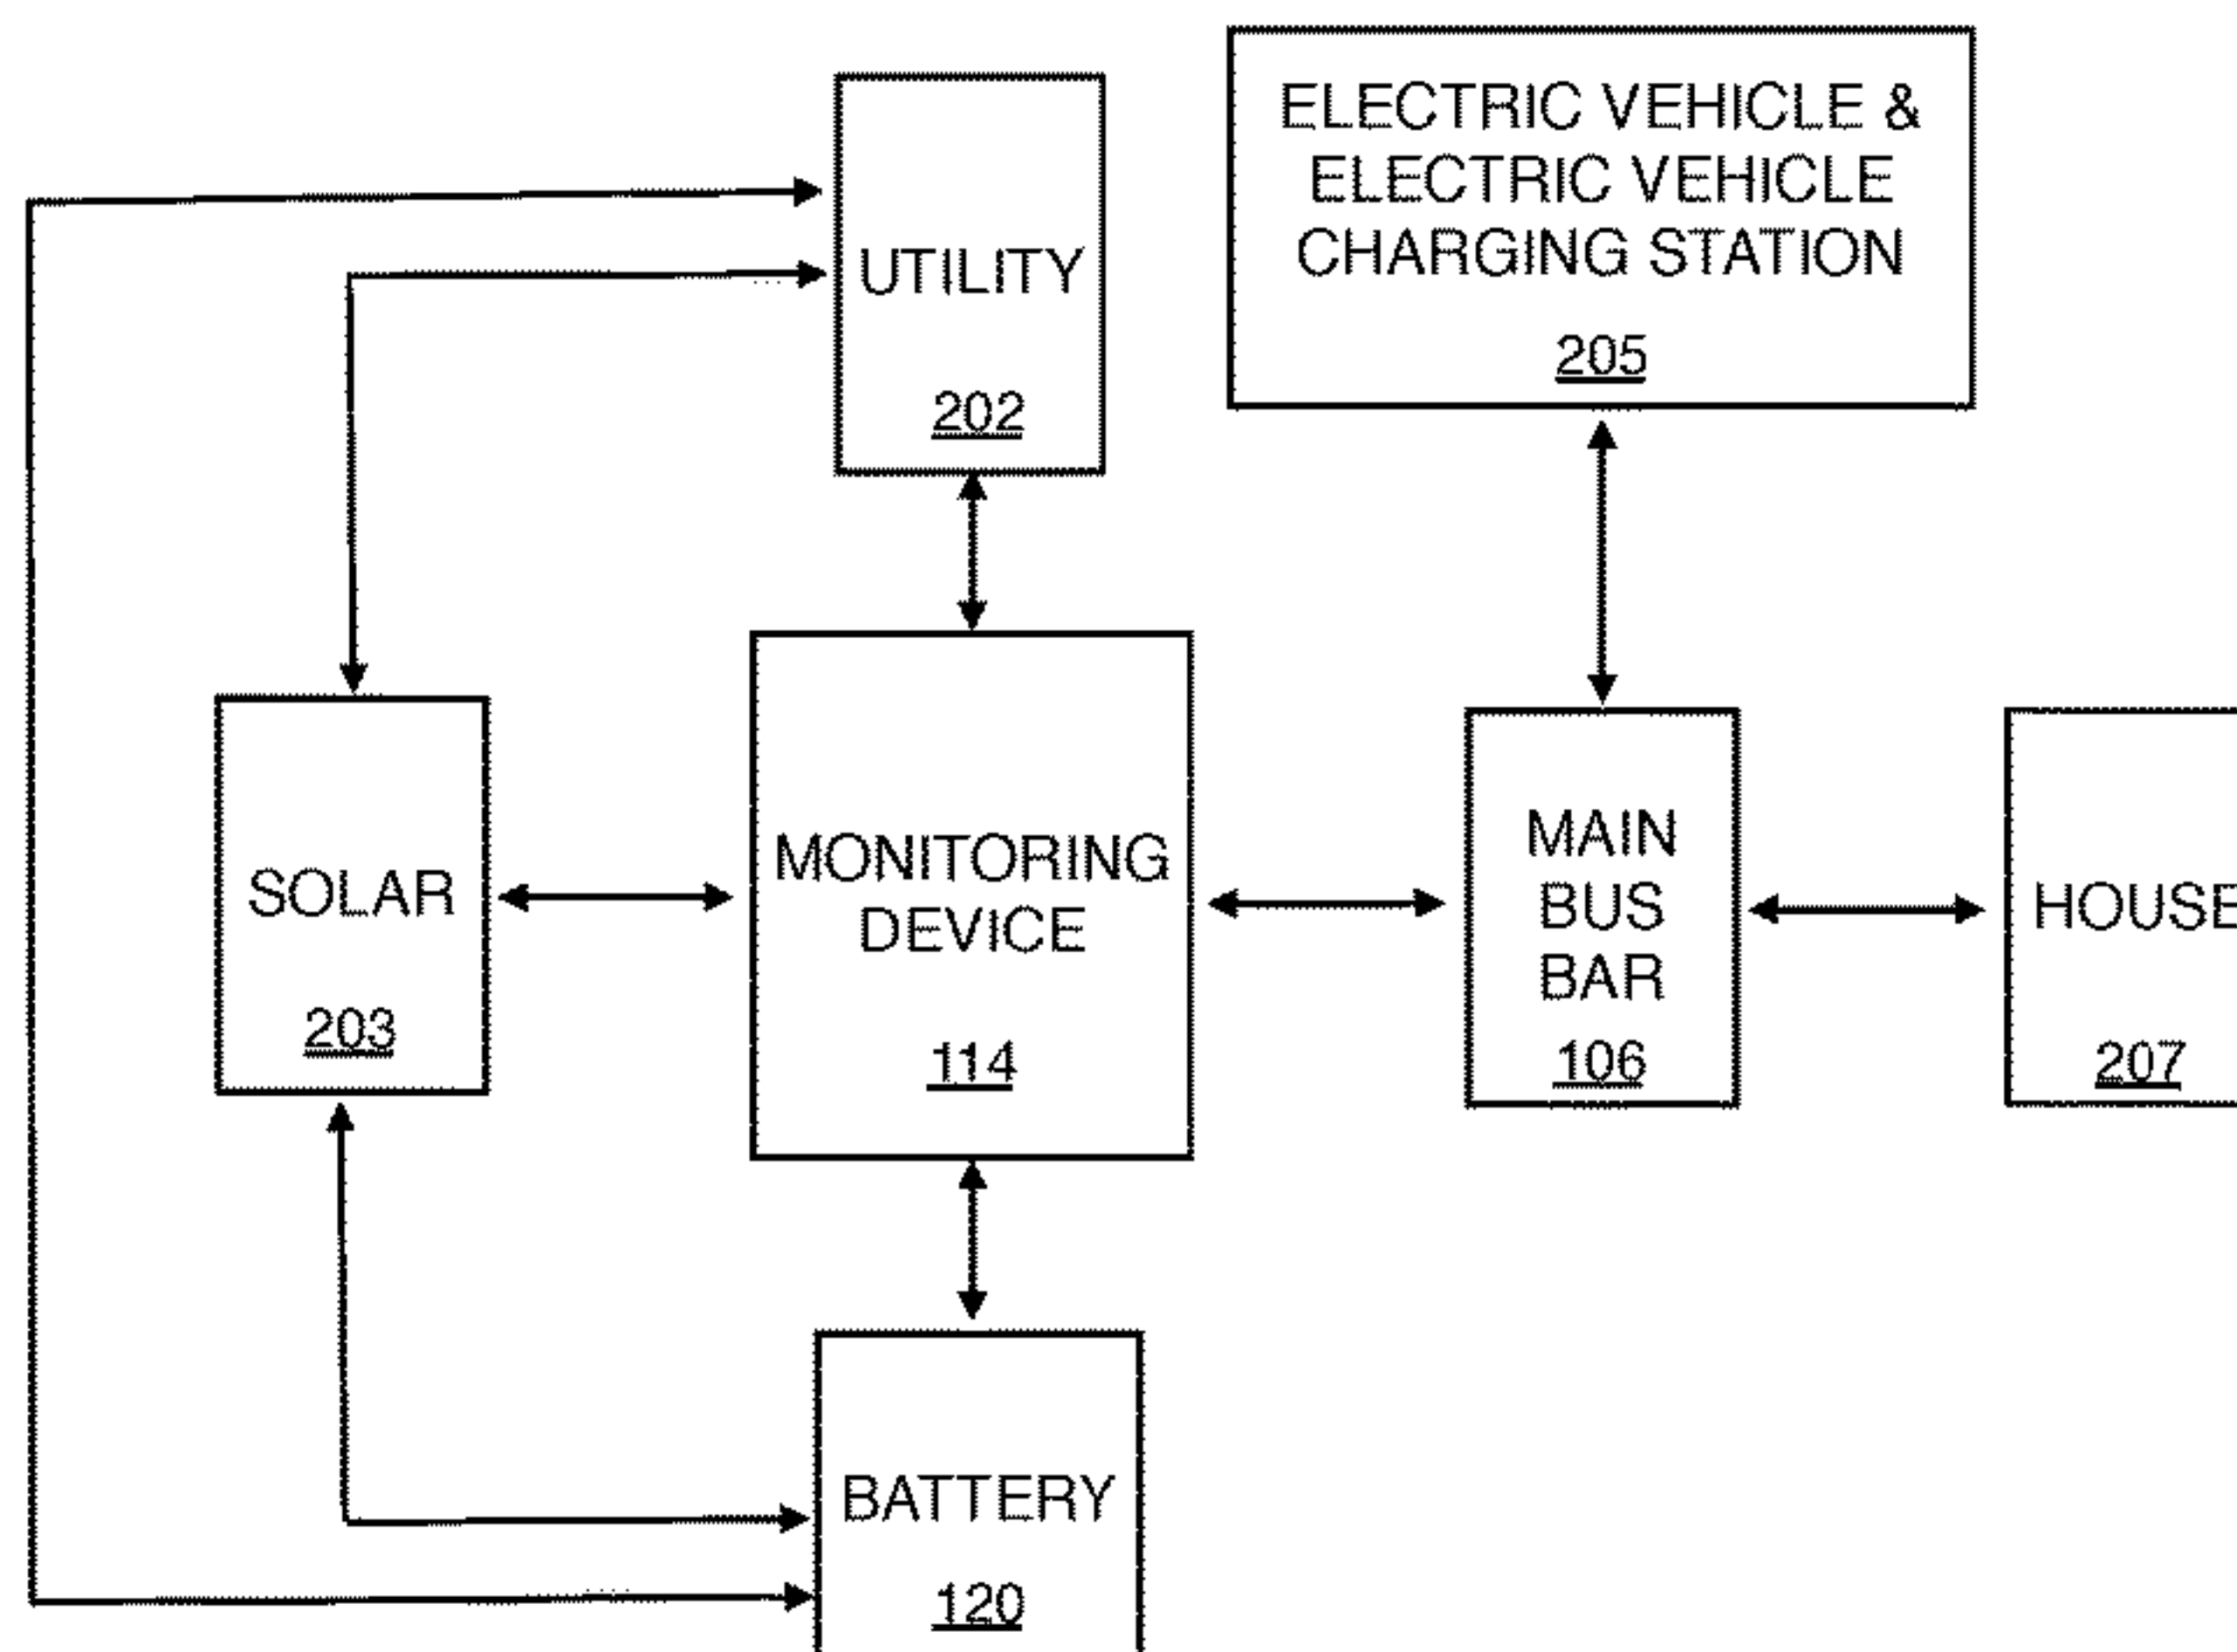 UTILITY
202
ELECTRIC VEHICLE &
ELECTRIC VEHICLE
CHARGING STATION
205
SOLAR
203
MONITORING
DEVICE
114
MAIN
BUS
BAR
106
HOUSE
207
BATTERY
120